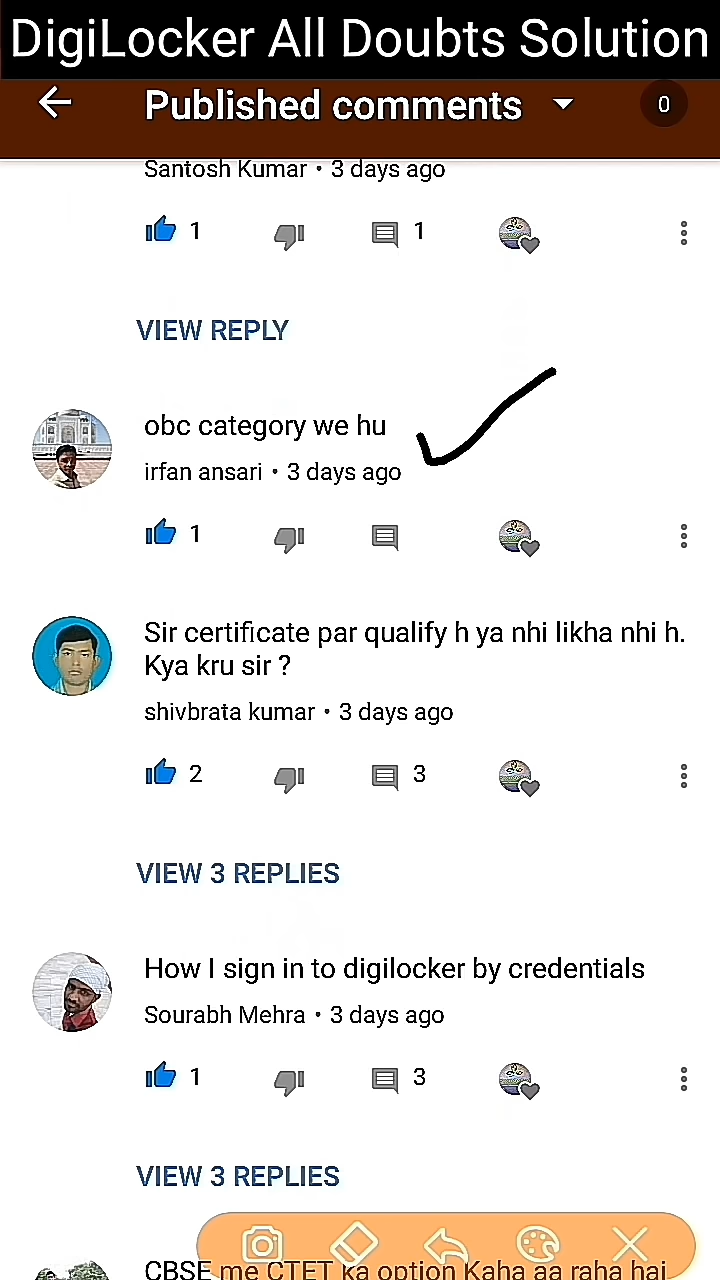 DigiLocker All Doubts Solution
Published comments
0
Santosh Kumar • 3 days ago
1
1
VIEW REPLY
obc category we hu
irfan ansari • 3 days ago
1
Sir certificate par qualify h ya nhi likha nhi h.
Kya kru sir ?
shivbrata kumar • 3 days ago
2
3
VIEW 3 REPLIES
How I sign in to digilocker by credentials
Sourabh Mehra • 3 days ago
1
3
VIEW 3 REPLIES
CBSE me CTET ka option Kaha aa raha hai